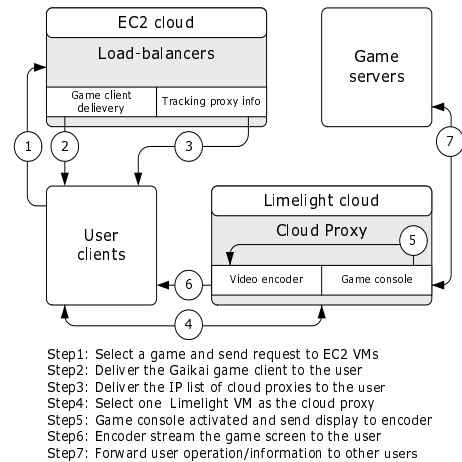 EC2 cloud
Load-balancers
Game client
delievery
Tracking proxy info
Game
servers
1
2
3
7
User
clients
Limelight cloud
Cloud Proxy
5
Video encoder
Game console
6
4
Step1: Select a game and send request to EC2 VMs
Step2: Deliver the Gaikai game client to the user
Step3: Deliver the IP list of cloud proxies to the user
Step4: Select one Limelight VM as the cloud proxy
Step5: Game console activated and send display to encoder
Step6: Encoder stream the game screen to the user
Step7: Forward user operation/information to other users